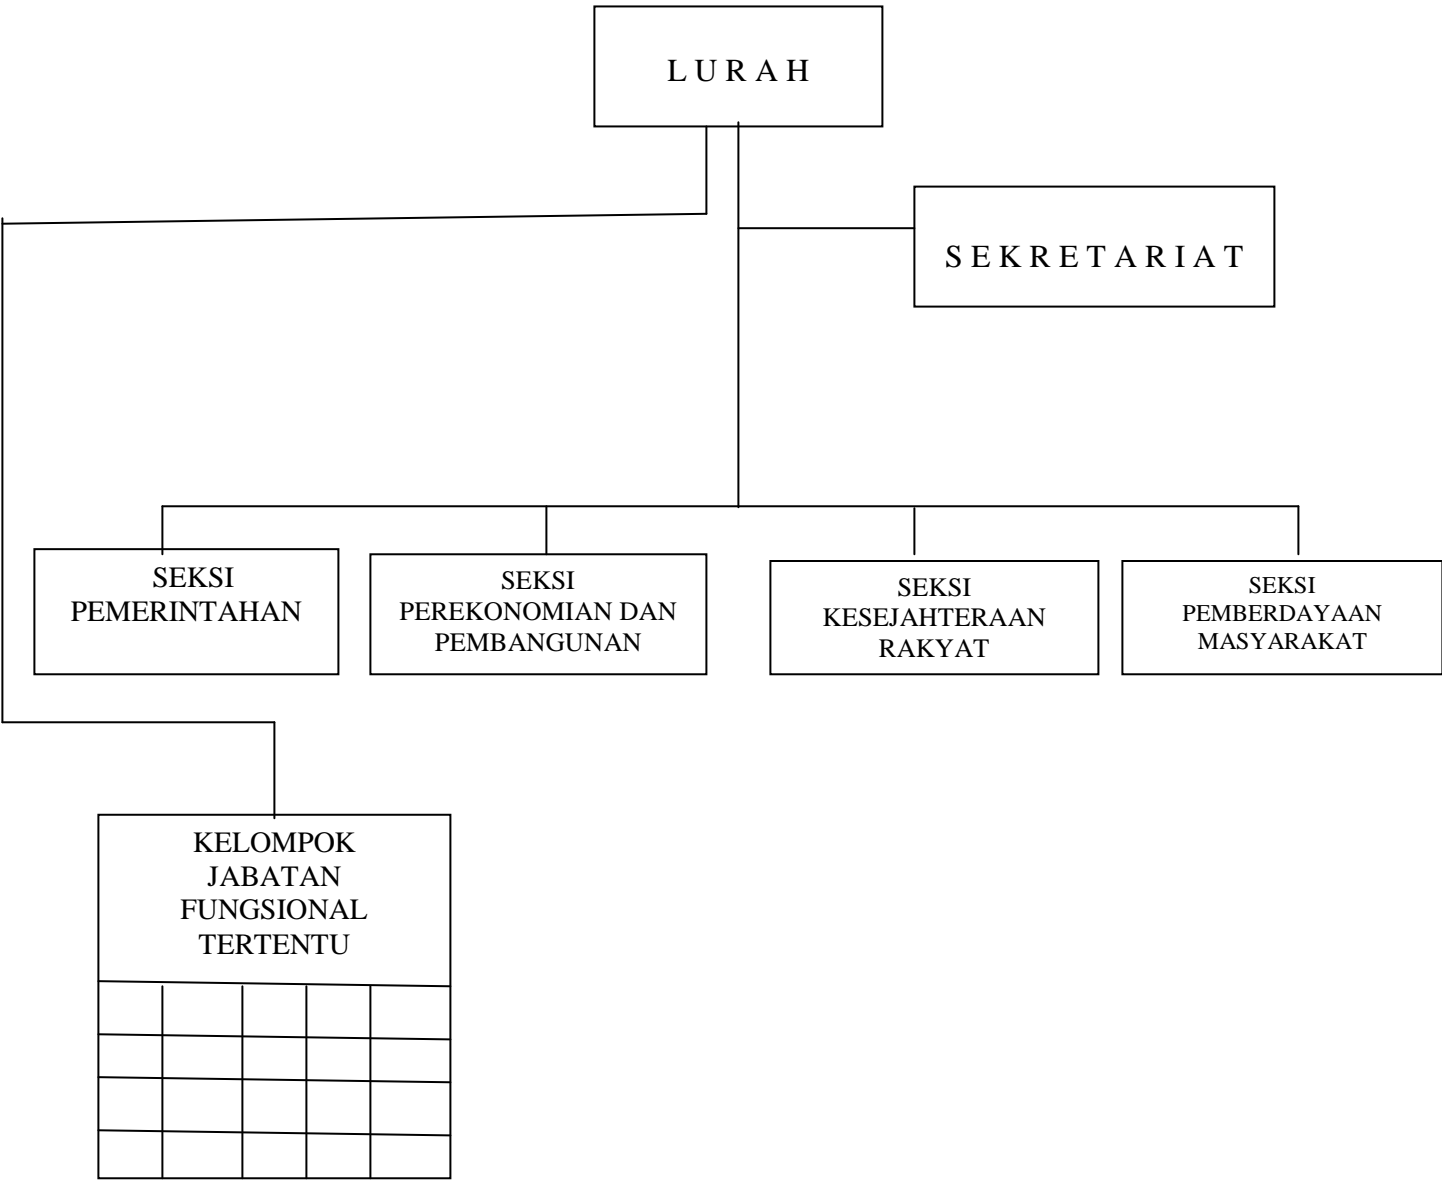 L U R A H
S E K R E T A R I A T
SEKSI
PEMERINTAHAN
SEKSI
PEREKONOMIAN DAN
PEMBANGUNAN
SEKSI
KESEJAHTERAAN
RAKYAT
SEKSI
PEMBERDAYAAN
MASYARAKAT
KELOMPOK
JABATAN
FUNGSIONAL
TERTENTU